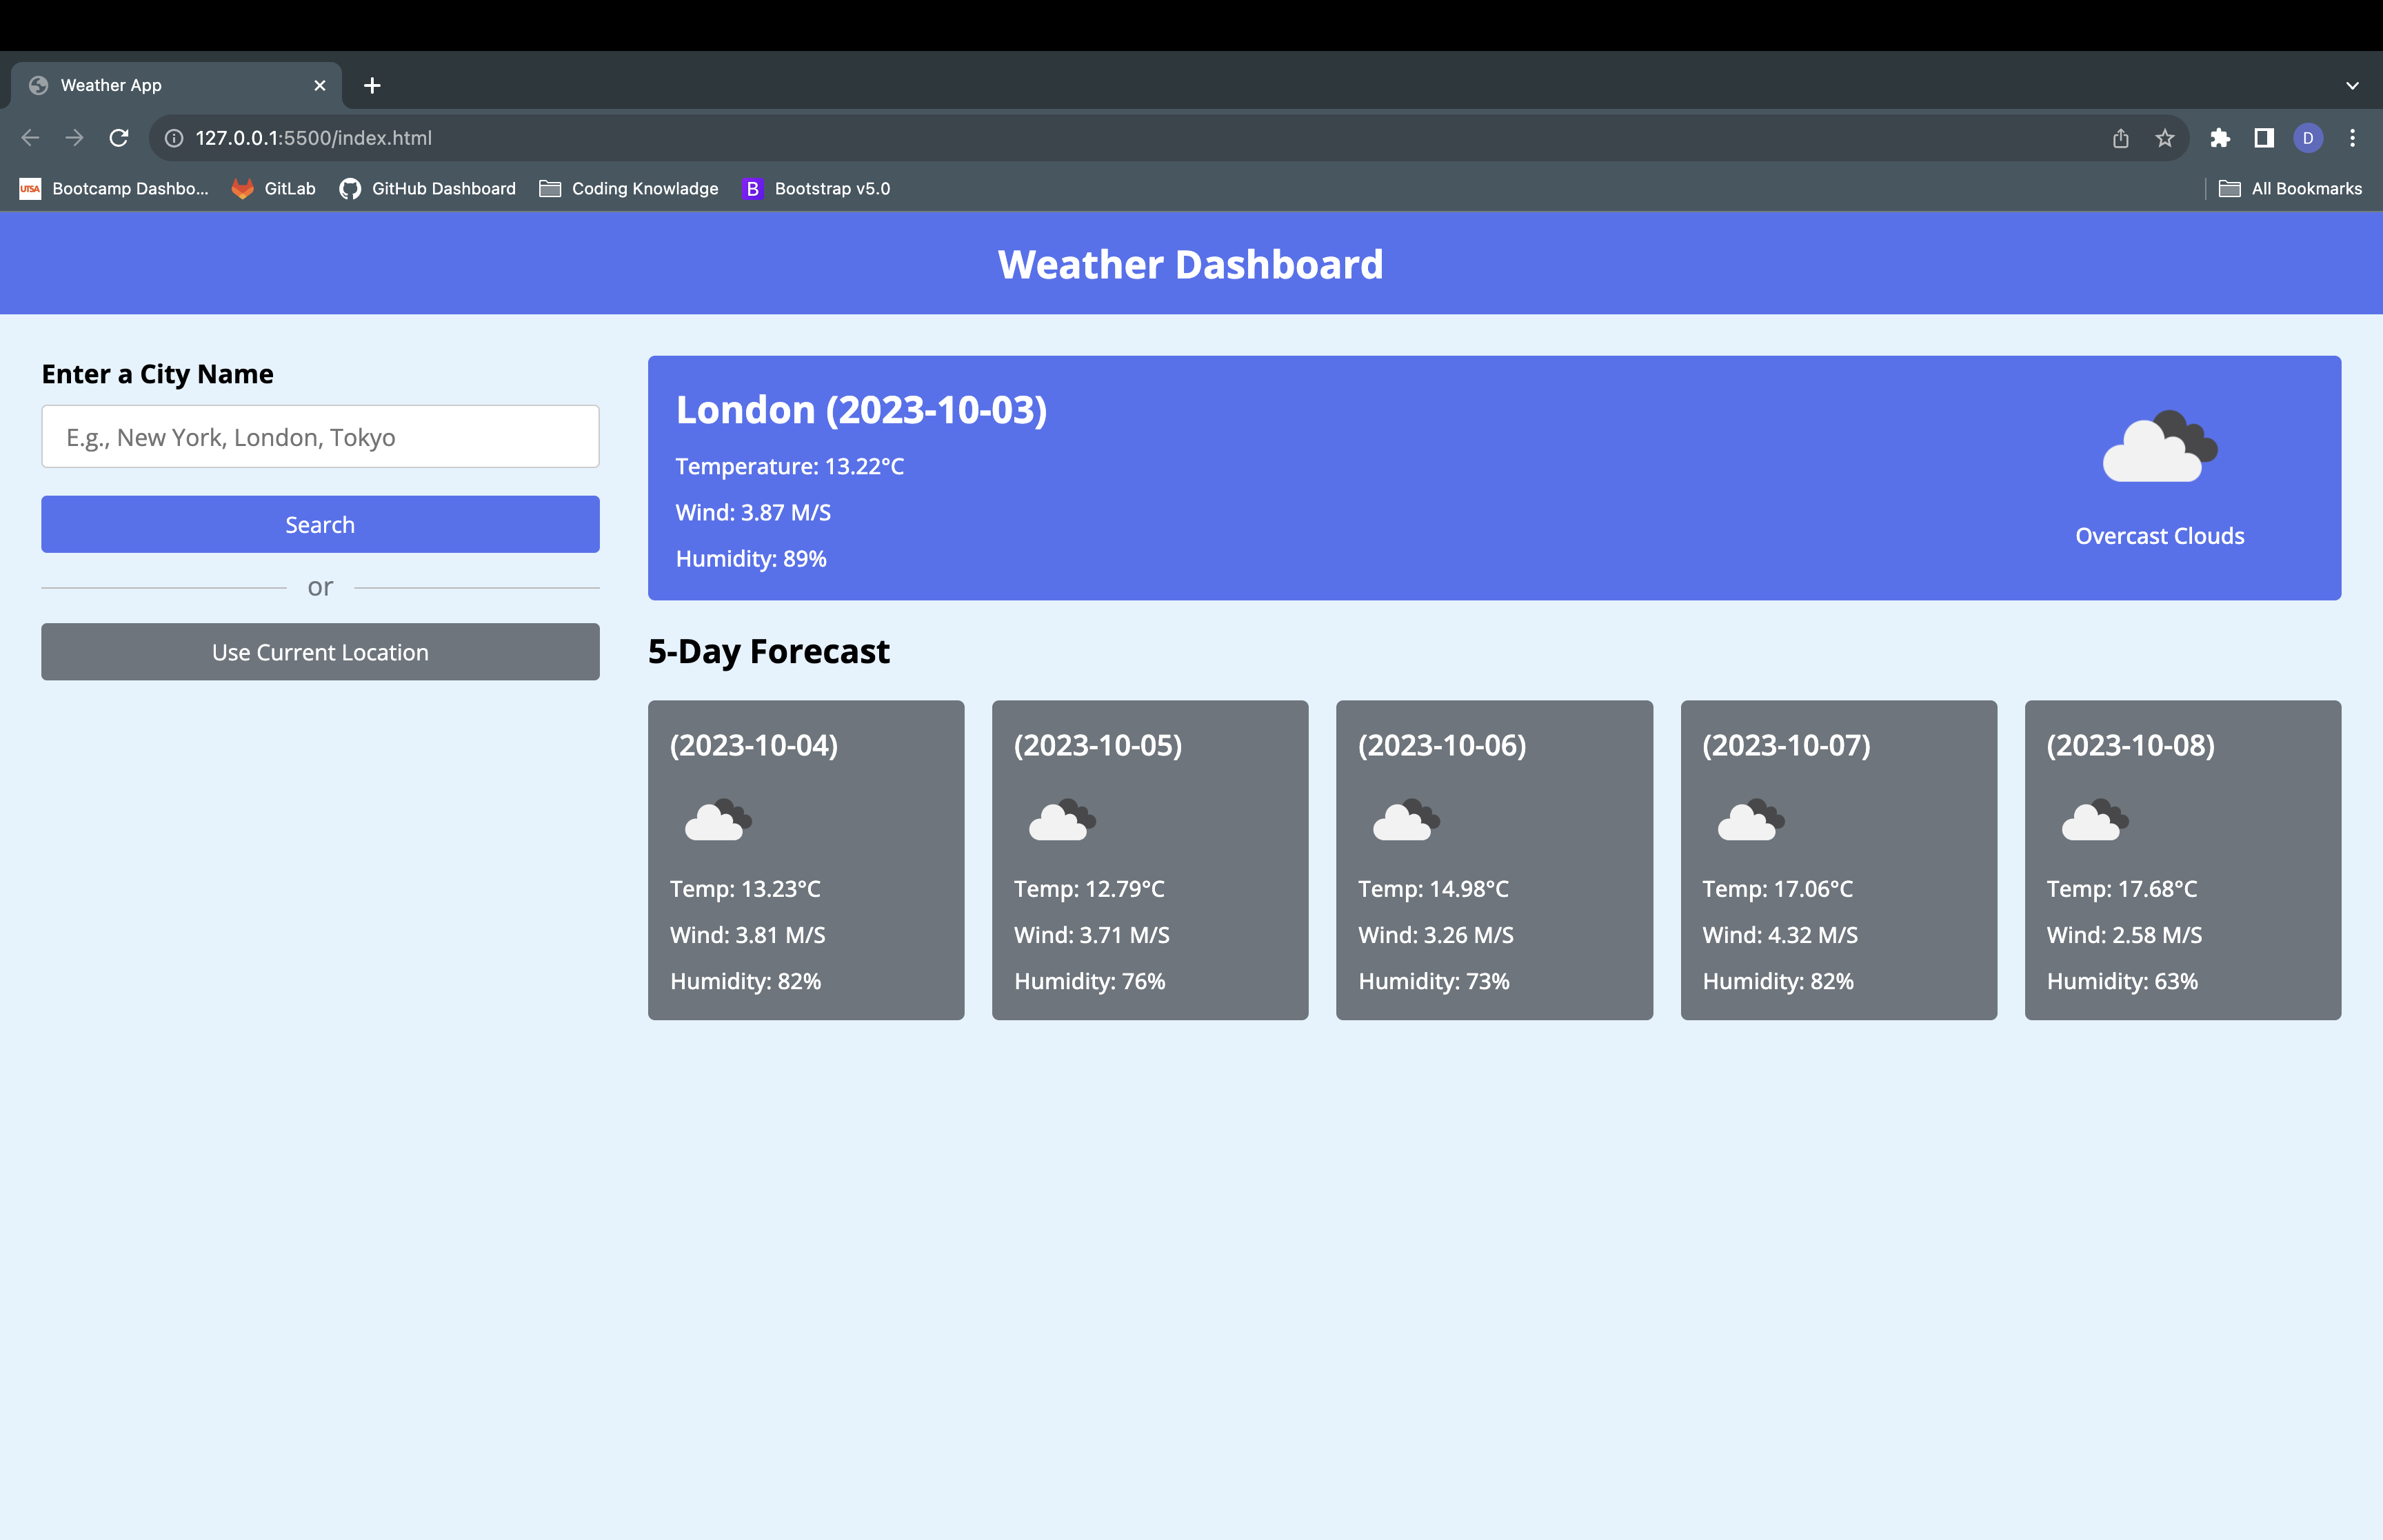 Weather App
127.0.0.1:5500/index.html
D
UTSA Bootcamp Dashbo... GitLab GitHub Dashboard Coding Knowladge B Bootstrap v5.0 All Bookmarks
Weather Dashboard
Enter a City Name
E.g., New York, London, Tokyo
Search
or
Use Current Location
London (2023-10-03)
Temperature: 13.22°C
Wind: 3.87 M/S
Humidity: 89%
Overcast Clouds
5-Day Forecast
(2023-10-04)
Temp: 13.23°C
Wind: 3.81 M/S
Humidity: 82%
(2023-10-05)
Temp: 12.79°C
Wind: 3.71 M/S
Humidity: 76%
(2023-10-06)
Temp: 14.98°C
Wind: 3.26 M/S
Humidity: 73%
(2023-10-07)
Temp: 17.06°C
Wind: 4.32 M/S
Humidity: 82%
(2023-10-08)
Temp: 17.68°C
Wind: 2.58 M/S
Humidity: 63%